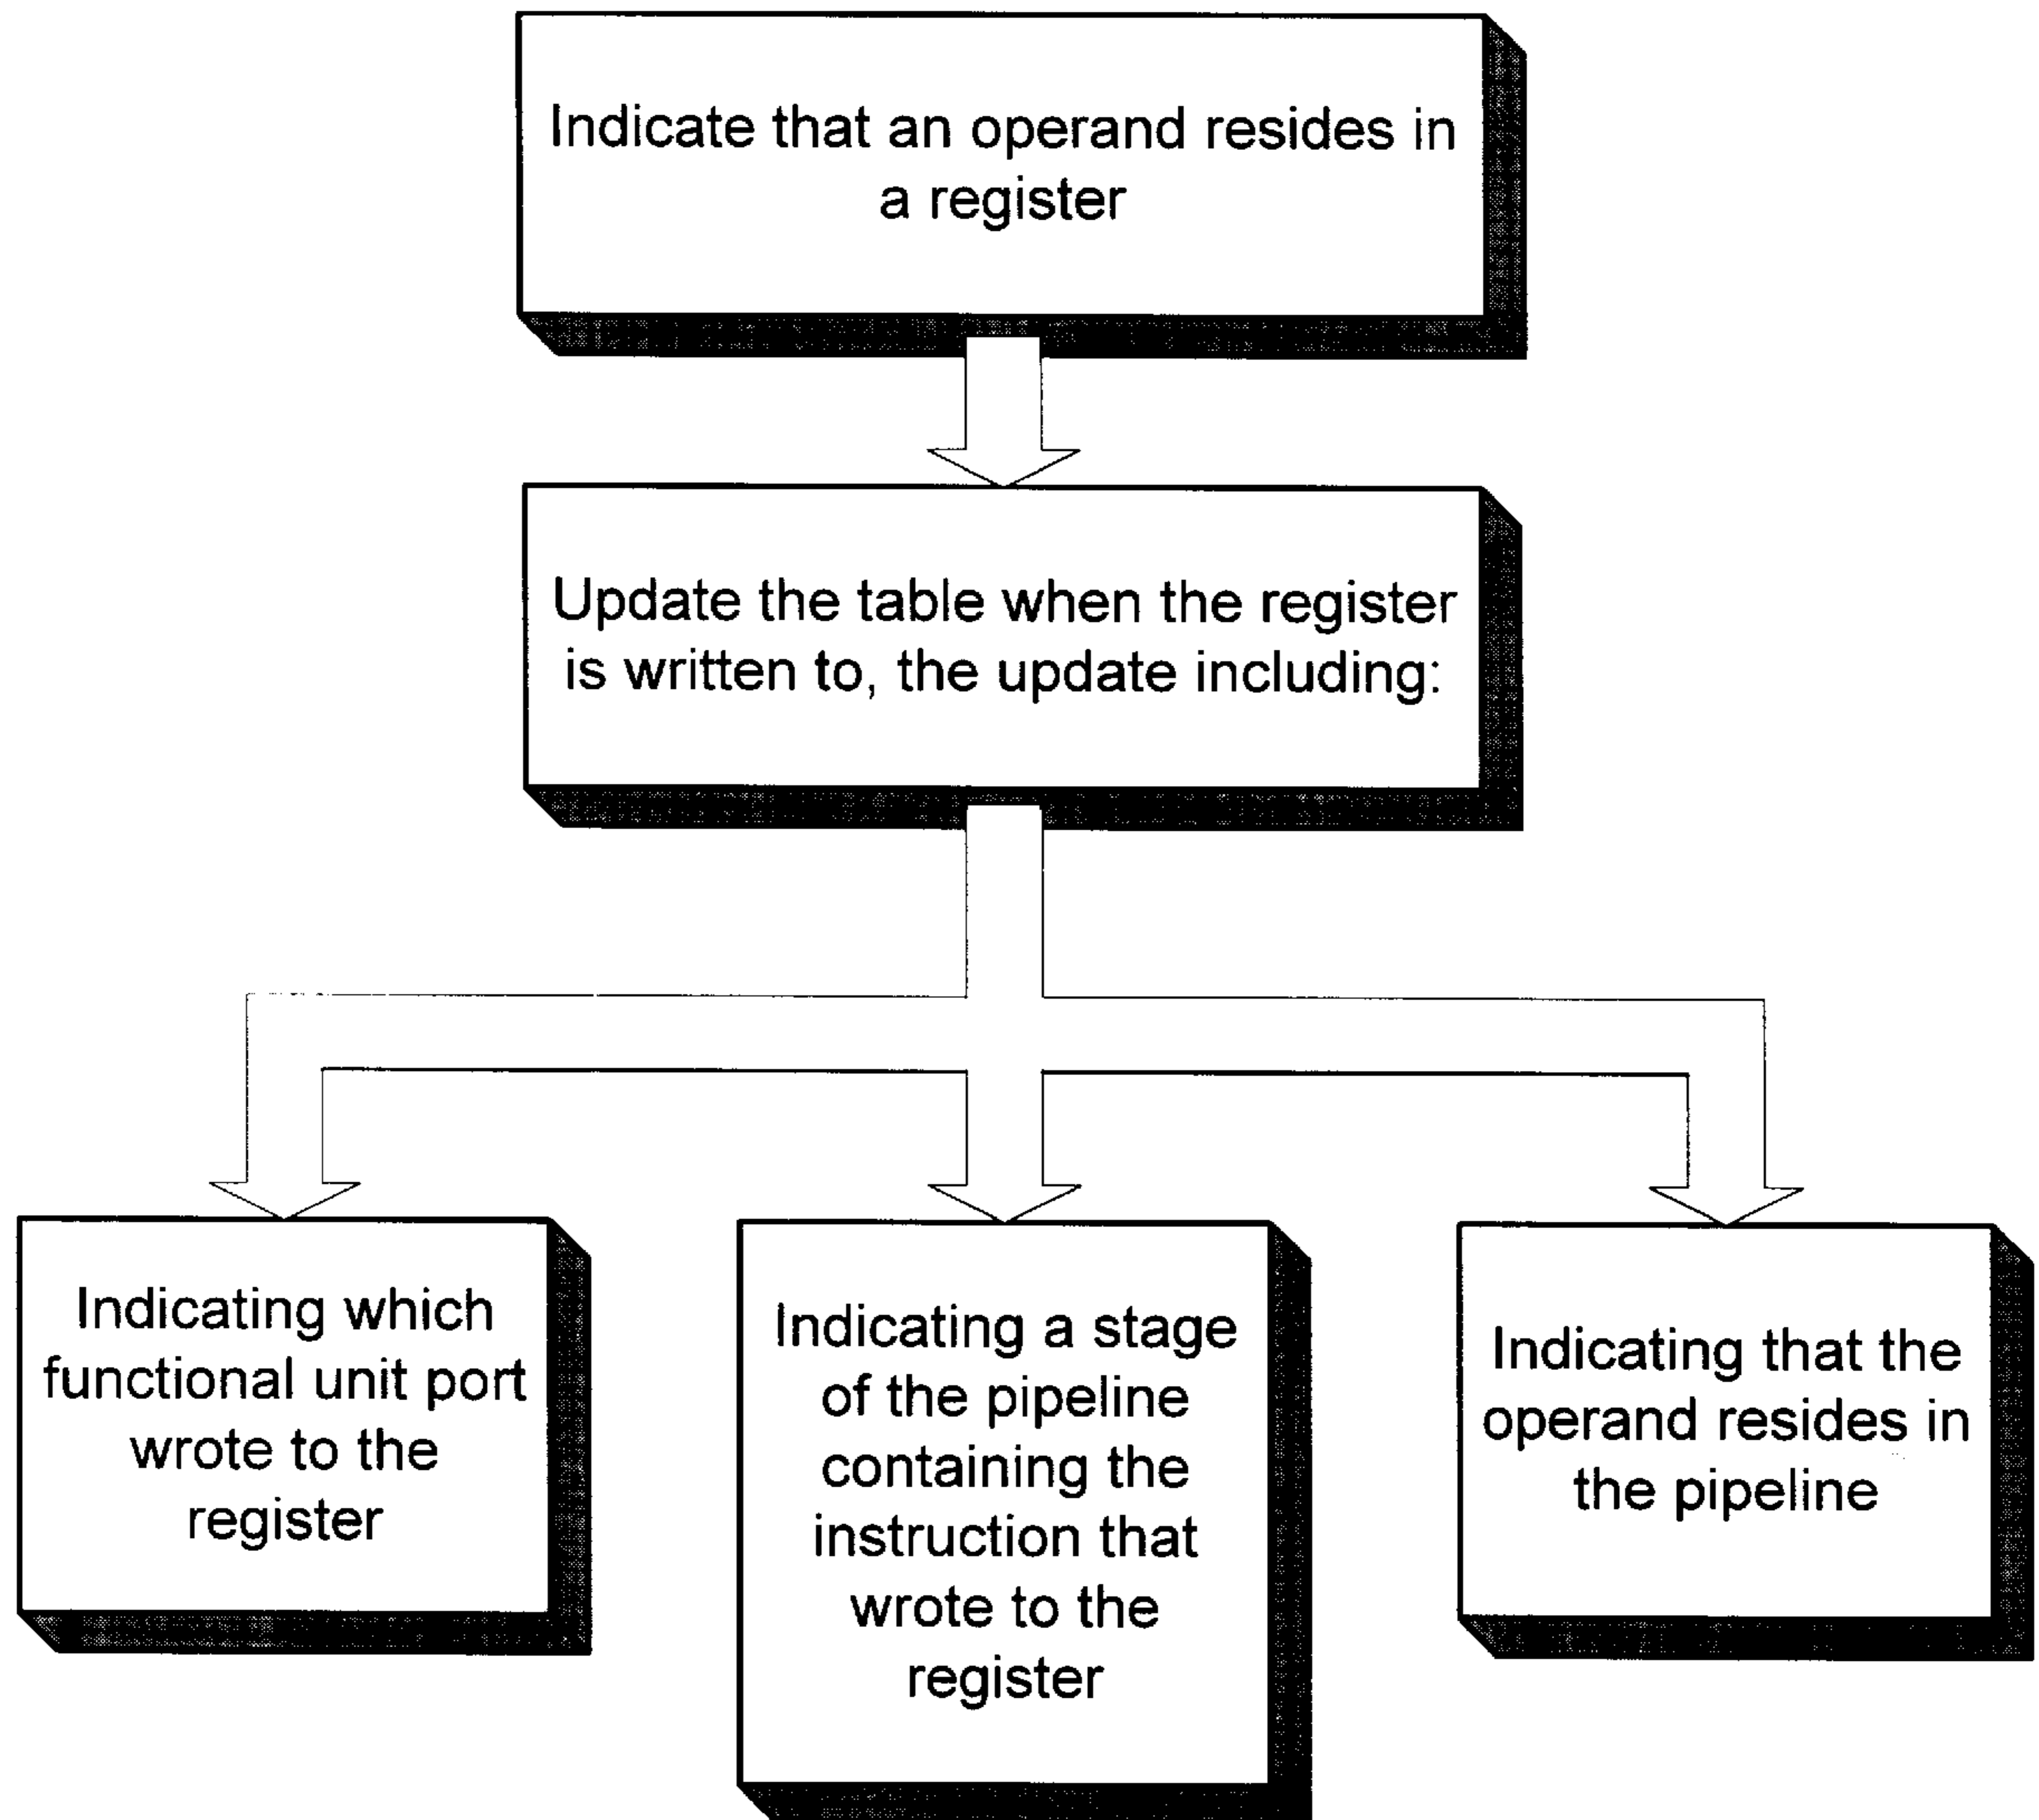 Indicate that an operand resides in
a register
Update the table when the register
is written to, the update including:
Indicating which
functional unit port
wrote to the
register
Indicating a stage
of the pipeline
containing the
instruction that
wrote to the
register
Indicating that the
operand resides in
the pipeline